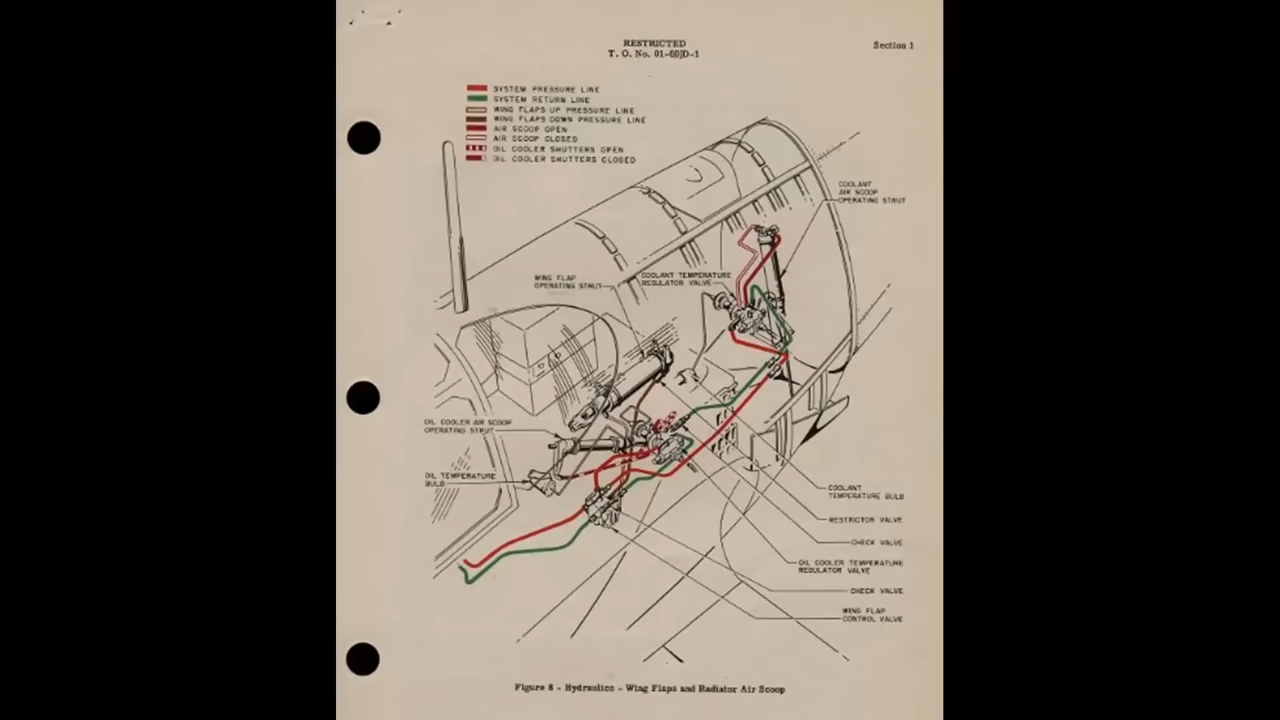 RESTRICTED
T. O. No. 01-60JD-1
Section 1
SYSTEM PRESSURE LINE
SYSTEM RETURN LINE
WING FLAPS UP PRESSURE LINE
WING FLAPS DOWN PRESSURE LINE
AIR SCOOP OPEN
AIR SCOOP CLOSED
OIL COOLER SHUTTERS OPEN
OIL COOLER SHUTTERS CLOSED
COOLANT
AIR SCOOP
OPERATING STRUT
WING FLAP
OPERATING STRUT
COOLANT TEMPERATURE
REGULATOR VALVE
OIL COOLER AIR SCOOP
OPERATING STRUT
OIL TEMPERATURE
BULB
COOLANT
TEMPERATURE BULB
RESTRICTOR VALVE
CHECK VALVE
OIL COOLER TEMPERATURE
REGULATOR VALVE
CHECK VALVE
WING FLAP
CONTROL VALVE
Figure 8 - Hydraulics - Wing Flaps and Radiator Air Scoop